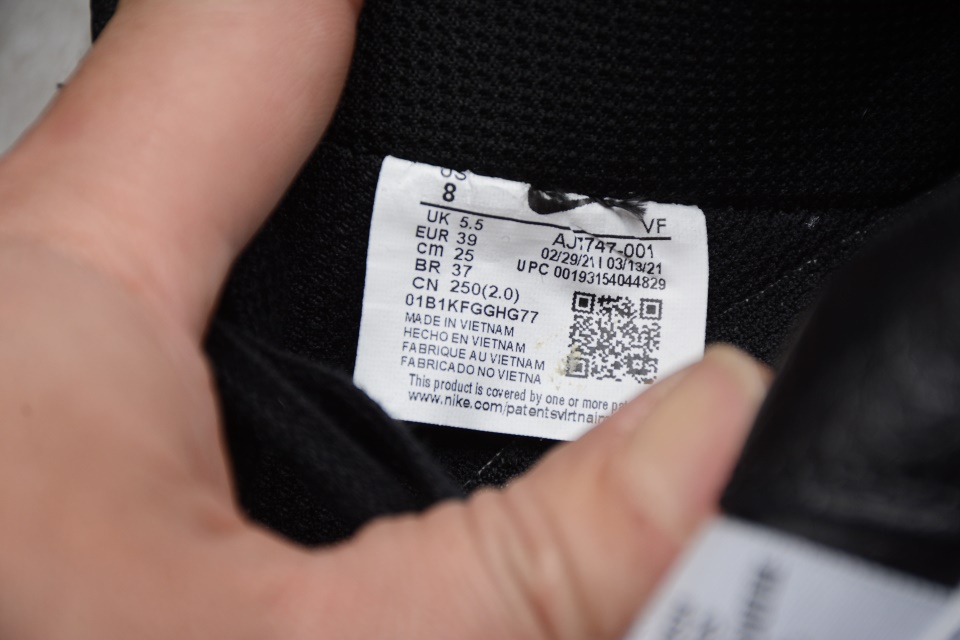 US
8
VF
UK 5.5
EUR 39
cm 25
BR 37
CN 250(2.0)
AJ1747-001
02/29/21 I 03/13/21
UPC 00193154044829
01B1KFGGHG77
MADE IN VIETNAM
HECHO EN VIETNAM
FABRIQUE AU VIETNAM
FABRICADO NO VIETNA
This product is covered by one or more
www.nike.com/patentsvirtnair